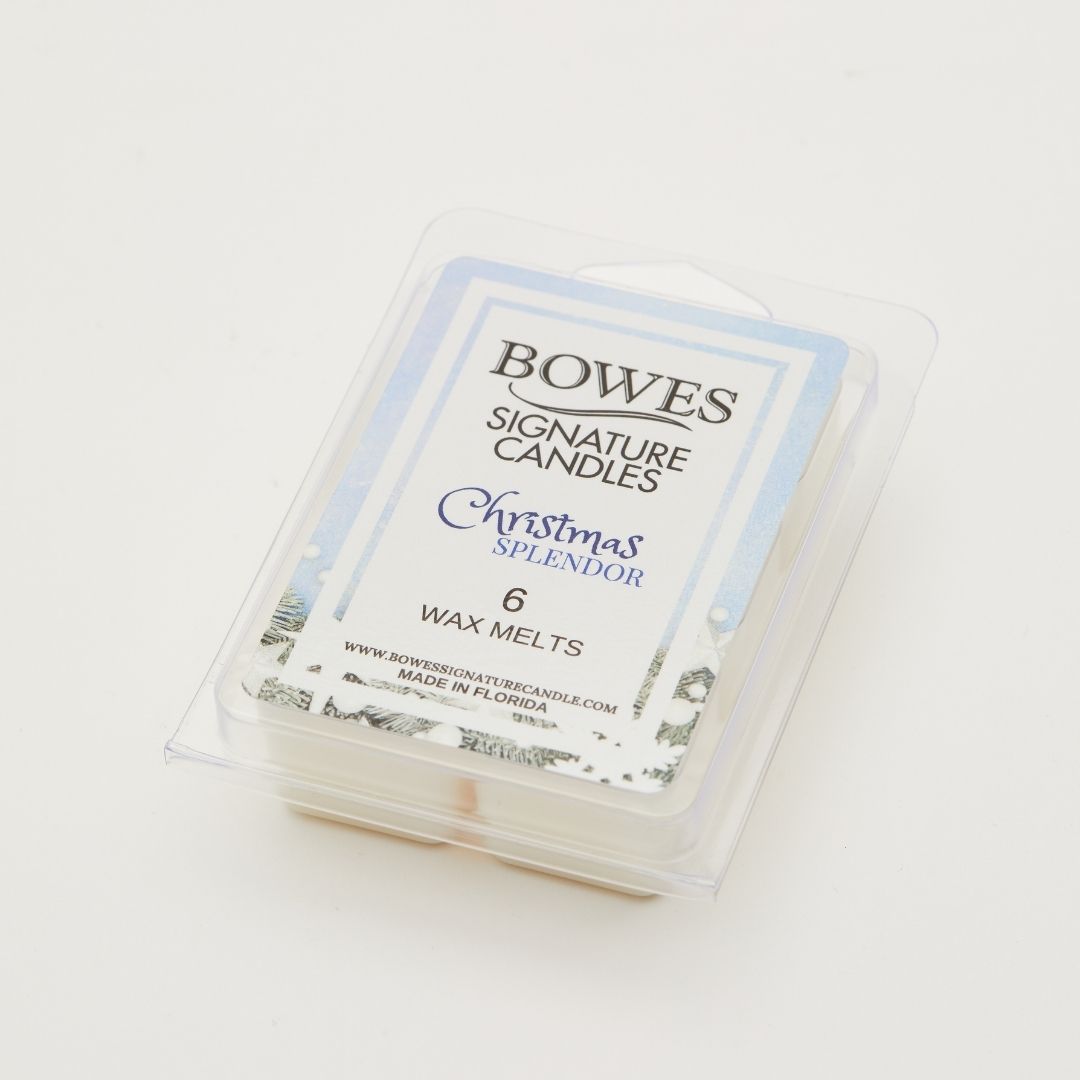 BOWES
SIGNATURE
CANDLES
Christmas
SPLENDOR
6
WAX MELTS
WWW.BOWESSIGNATURECANDLE.COM
MADE IN FLORIDA